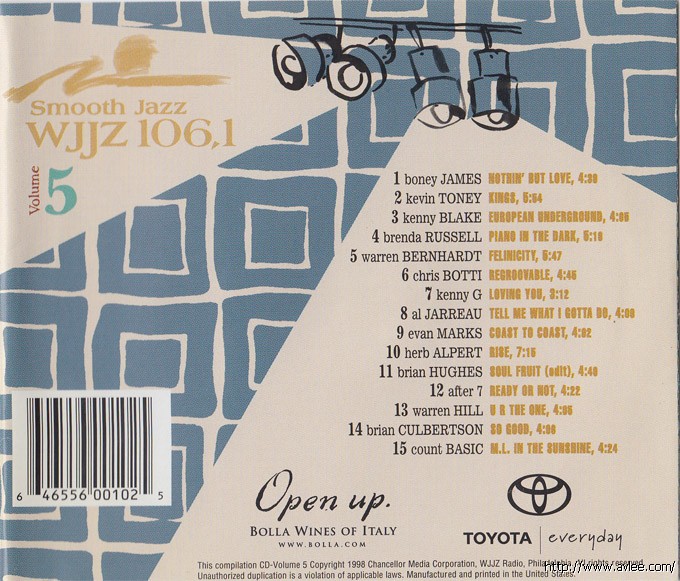 Smooth Jazz
WJJZ 106.1
Volume 5
1 boney JAMES NOTHIN' BUT LOVE, 4:39
2 kevin TONEY KINGS, 5:54
3 kenny BLAKE EUROPEAN UNDERGROUND, 4:05
4 brenda RUSSELL PIANO IN THE DARK, 5:18
5 warren BERNHARDT FELINICITY, 5:47
6 chris BOTTI REGROOVABLE, 4:45
7 kenny G LOVING YOU, 3:12
8 al JARREAU TELL ME WHAT I GOTTA DO,
9 evan MARKS COAST TO COAST, 4:02
10 herb ALPERT RISE, 7:15
11 brian HUGHES SOUL FRUIT (edit), 4:40
12 after 7 READY OR NOT, 4:22
13 warren HILL U R THE ONE, 4:05
14 brian CULBERTSON SO GOOD,
15 count BASIC M.L. IN THE SUNSHINE, 4:24
6 46556 00102 5
Open up.
BOLLA WINES OF ITALY
WWW.BOLLA.COM
TOYOTA | everyday
This compilation CD-Volume 5 Copyright 1998 Chancellor Media Corporation, WJJZ Radio, Philadelphia. All rights reserved.
Unauthorized duplication is a violation of applicable laws. Manufactured and printed in the United States.
http://www.avlee.com/